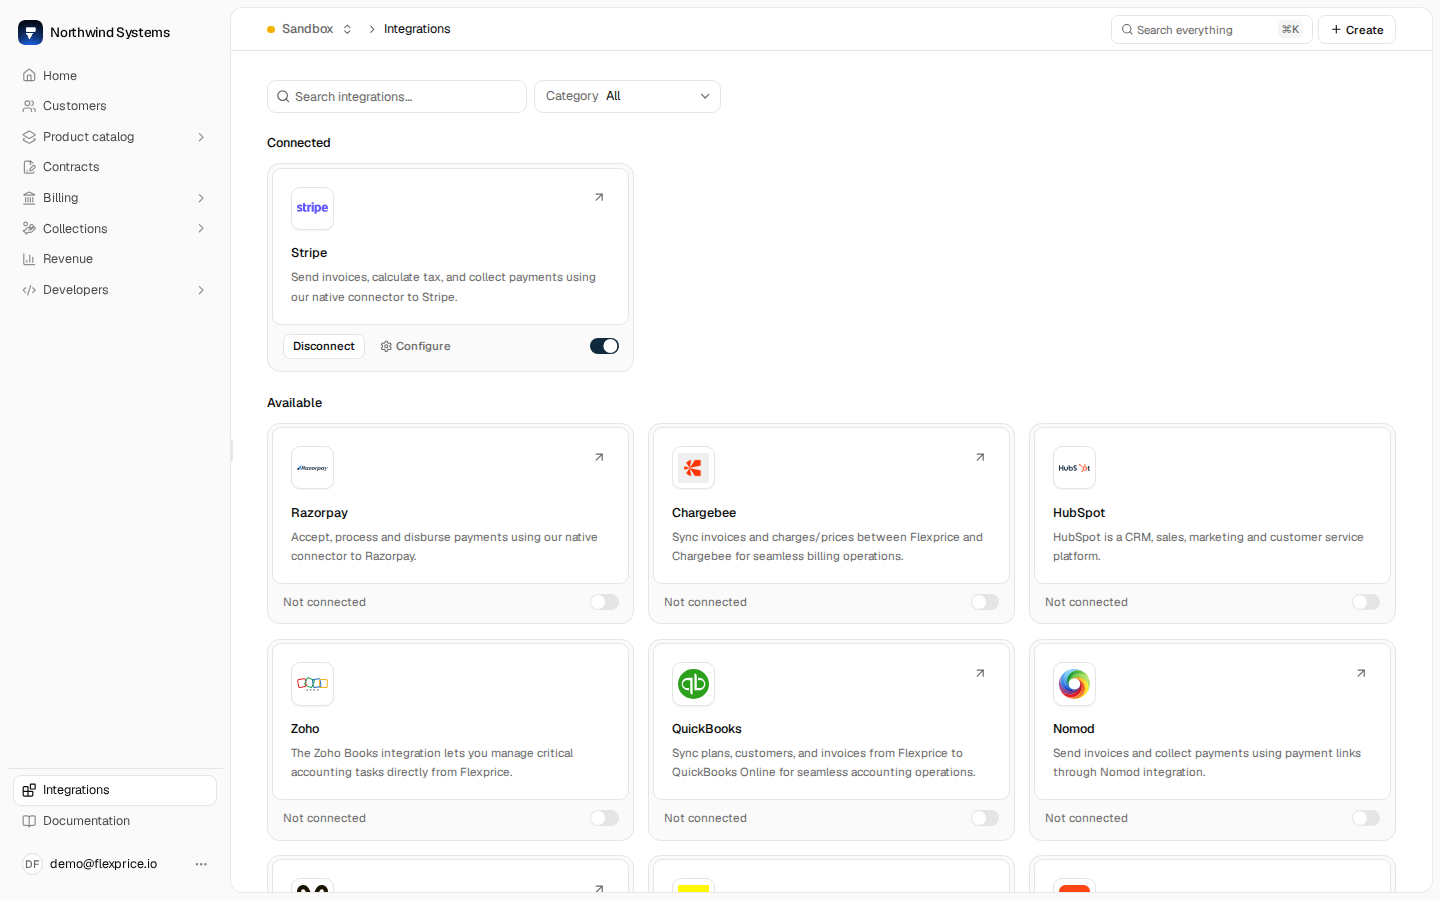 Northwind Systems
Home
Customers
Product catalog
Contracts
Billing
Collections
Revenue
Developers
Integrations
Documentation
DF demo@flexprice.io
Sandbox Integrations
Search everything ⌘K
+ Create
Search integrations...
Category All
Connected
stripe
Stripe
Send invoices, calculate tax, and collect payments using
our native connector to Stripe.
Disconnect Configure
Available
Razorpay
Razorpay
Accept, process and disburse payments using our native
connector to Razorpay.
Not connected
Chargebee
Sync invoices and charges/prices between Flexprice and
Chargebee for seamless billing operations.
Not connected
HubSpot
HubSpot
HubSpot is a CRM, sales, marketing and customer service
platform.
Not connected
Zoho
The Zoho Books integration lets you manage critical
accounting tasks directly from Flexprice.
Not connected
qb
QuickBooks
Sync plans, customers, and invoices from Flexprice to
QuickBooks Online for seamless accounting operations.
Not connected
Nomod
Send invoices and collect payments using payment links
through Nomod integration.
Not connected